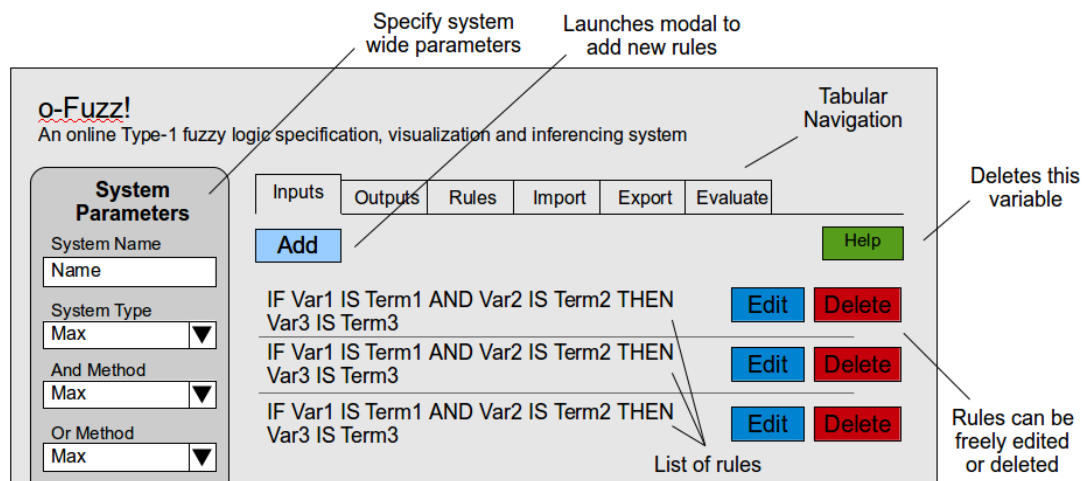 Specify system
wide parameters
Launches modal to
add new rules
o-Fuzz!
An online Type-1 fuzzy logic specification, visualization and inferencing system
Tabular
Navigation
Deletes this
variable
System
Parameters
System Name
Name
System Type
Max
And Method
Max
Or Method
Max
Inputs
Outputs
Rules
Import
Export
Evaluate
Add
Help
IF Var1 IS Term1 AND Var2 IS Term2 THEN
Var3 IS Term3
Edit
Delete
IF Var1 IS Term1 AND Var2 IS Term2 THEN
Var3 IS Term3
Edit
Delete
IF Var1 IS Term1 AND Var2 IS Term2 THEN
Var3 IS Term3
Edit
Delete
List of rules
Rules can be
freely edited
or deleted